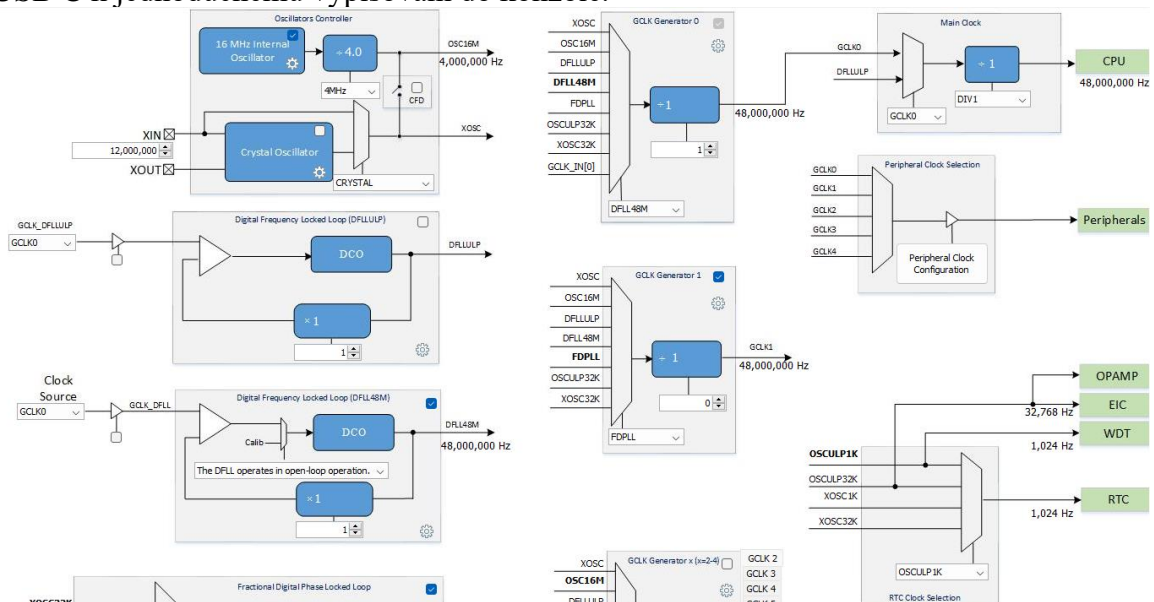 Oscillators Controller
16 MHz Internal
Oscillator
÷ 4.0
OSC16M
4,000,000 Hz
4MHz
CFD
XIN
12,000,000
XOUT
Crystal Oscillator
XOSC
CRYSTAL
GCLK_DFLLULP
GCLK0
Digital Frequency Locked Loop (DFLLULP)
DCO
DFLLULP
× 1
1
Clock
Source
GCLK0
GCLK_DFLL
Digital Frequency Locked Loop (DFLL48M)
Calib
DCO
DFLL48M
48,000,000 Hz
The DFLL operates in open-loop operation.
× 1
1
Fractional Digital Phase Locked Loop
GCLK Generator 0
XOSC
OSC16M
DFLLULP
DFLL48M
FDPLL
OSCULP32K
XOSC32K
GCLK_IN[0]
÷ 1
1
48,000,000 Hz
DFLL48M
GCLK Generator 1
XOSC
OSC16M
DFLLULP
DFLL48M
FDPLL
OSCULP32K
XOSC32K
÷ 1
0
GCLK1
48,000,000 Hz
FDPLL
GCLK Generator x (x=2-4)
XOSC
OSC16M
DFLLULP
GCLK 2
GCLK 3
GCLK 4
Main Clock
GCLK0
DFLLULP
÷ 1
DIV1
GCLK0
CPU
48,000,000 Hz
Peripheral Clock Selection
GCLK0
GCLK1
GCLK2
GCLK3
GCLK4
Peripheral Clock
Configuration
Peripherals
OPAMP
EIC
32,768 Hz
WDT
1,024 Hz
OSCULP1K
OSCULP32K
XOSC1K
XOSC32K
RTC
1,024 Hz
OSCULP1K
RTC Clock Selection